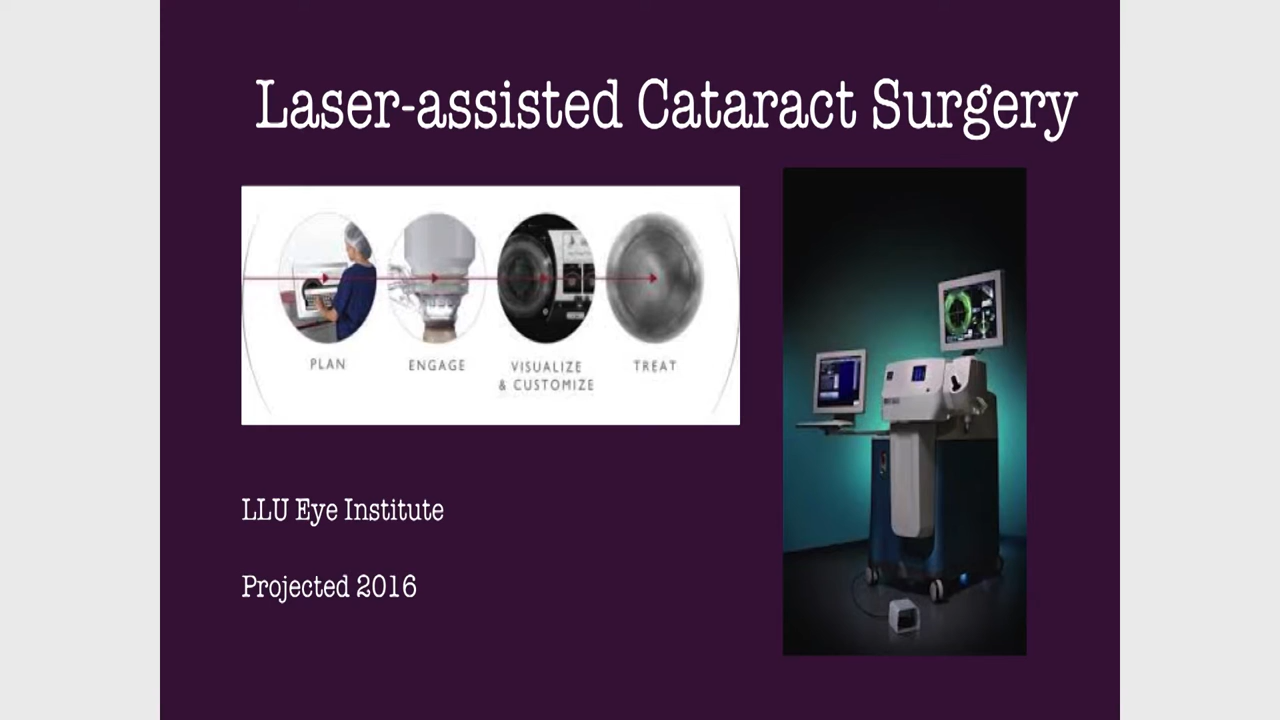 Laser-assisted Cataract Surgery
PLAN
ENGAGE
VISUALIZE
& CUSTOMIZE
TREAT
LLU Eye Institute
Projected 2016